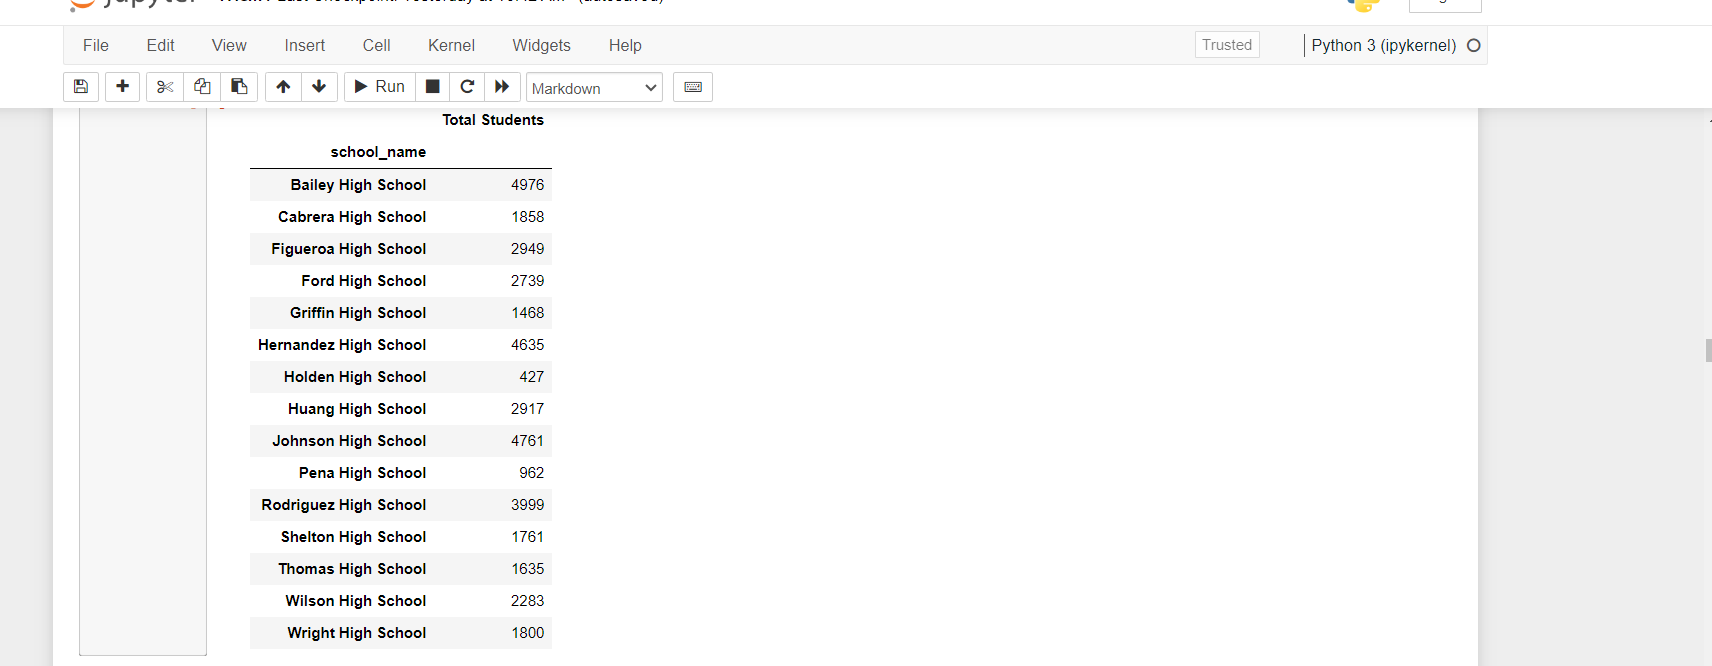 File Edit View Insert Cell Kernel Widgets Help Trusted Python 3 (ipykernel)
Run Markdown
Total Students
school_name
Bailey High School 4976
Cabrera High School 1858
Figueroa High School 2949
Ford High School 2739
Griffin High School 1468
Hernandez High School 4635
Holden High School 427
Huang High School 2917
Johnson High School 4761
Pena High School 962
Rodriguez High School 3999
Shelton High School 1761
Thomas High School 1635
Wilson High School 2283
Wright High School 1800